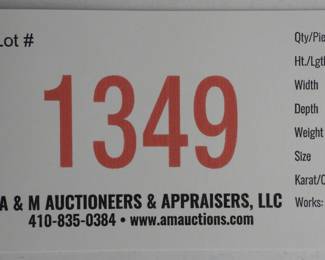 Lot #
1349
A & M AUCTIONEERS & APPRAISERS, LLC
410-835-0384 • www.amauctions.com
Qty/Pie
Ht./Lgt
Width
Depth
Weight
Size
Karat/C
Works: